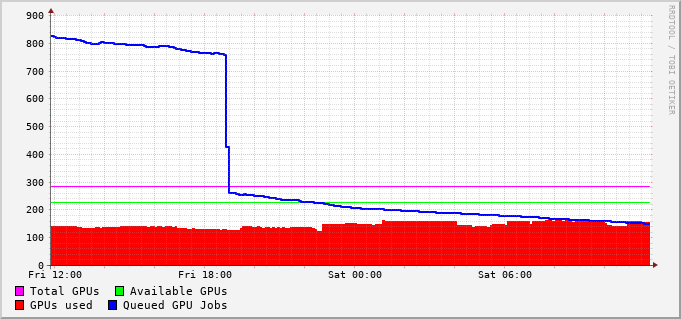 900
800
700
600
500
400
300
200
100
0
Fri 12:00 Fri 18:00 Sat 00:00 Sat 06:00
Total GPUs Available GPUs
GPUs used Queued GPU Jobs
RRDTOOL / TOBI OETIKER